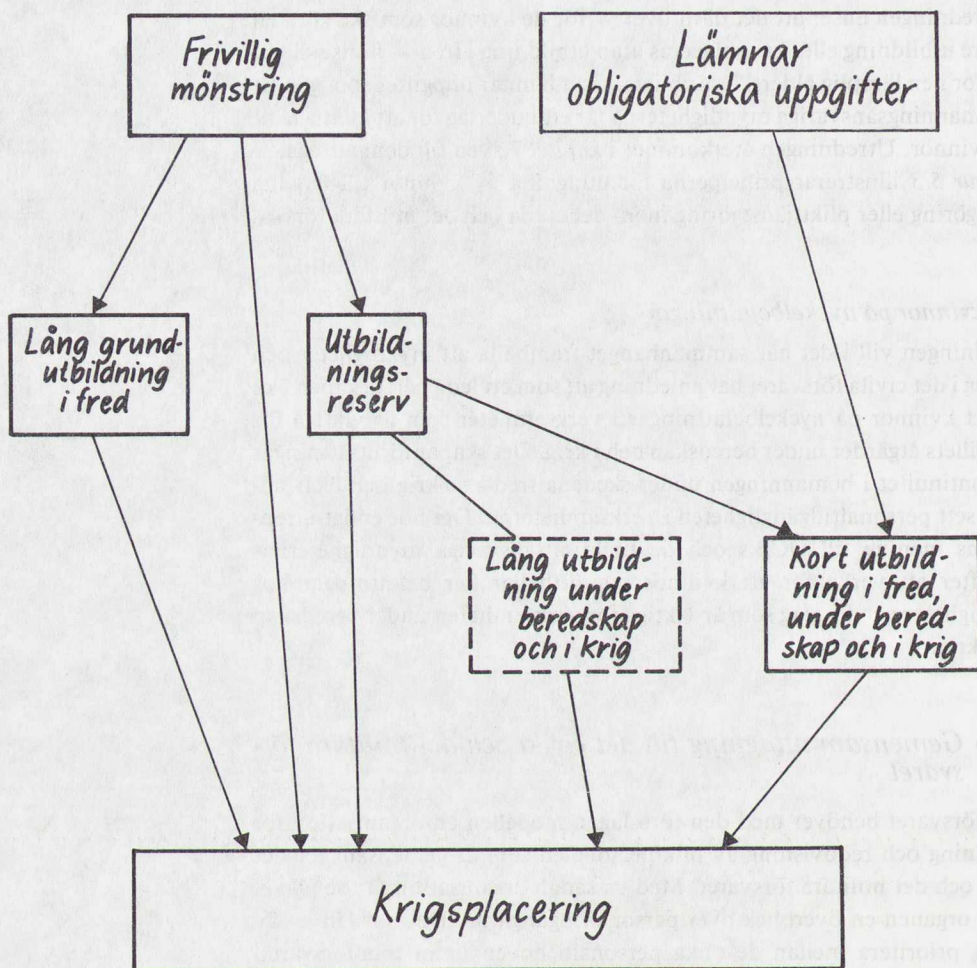 Frivillig
mönstring
Lämnar
obligatoriska uppgifter
Lång grund-
utbildning
i fred
Utbild-
nings-
reserv
Lång utbild-
ning under
beredskap
och i krig
Kort utbild-
ning i fred,
under bered-
skap och i krig
Krigsplacering